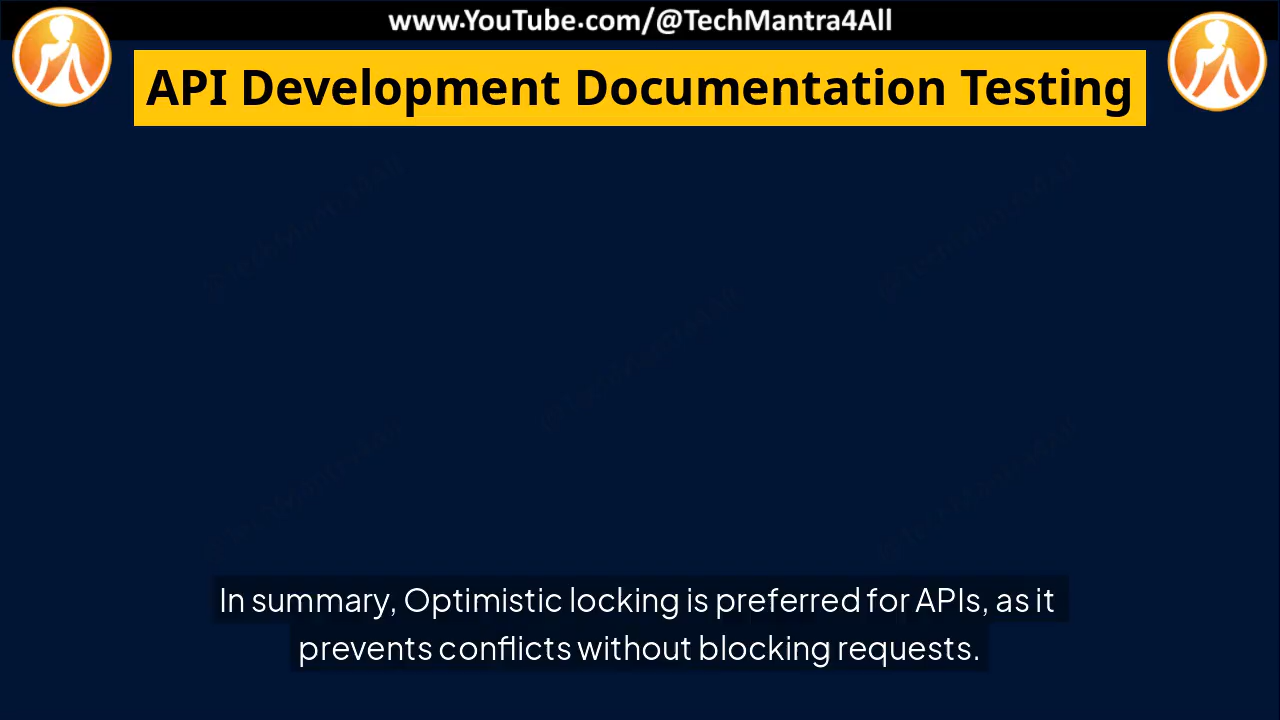 www.YouTube.com/@TechMantra4All
API Development Documentation Testing
In summary, Optimistic locking is preferred for APIs, as it
prevents conflicts without blocking requests.